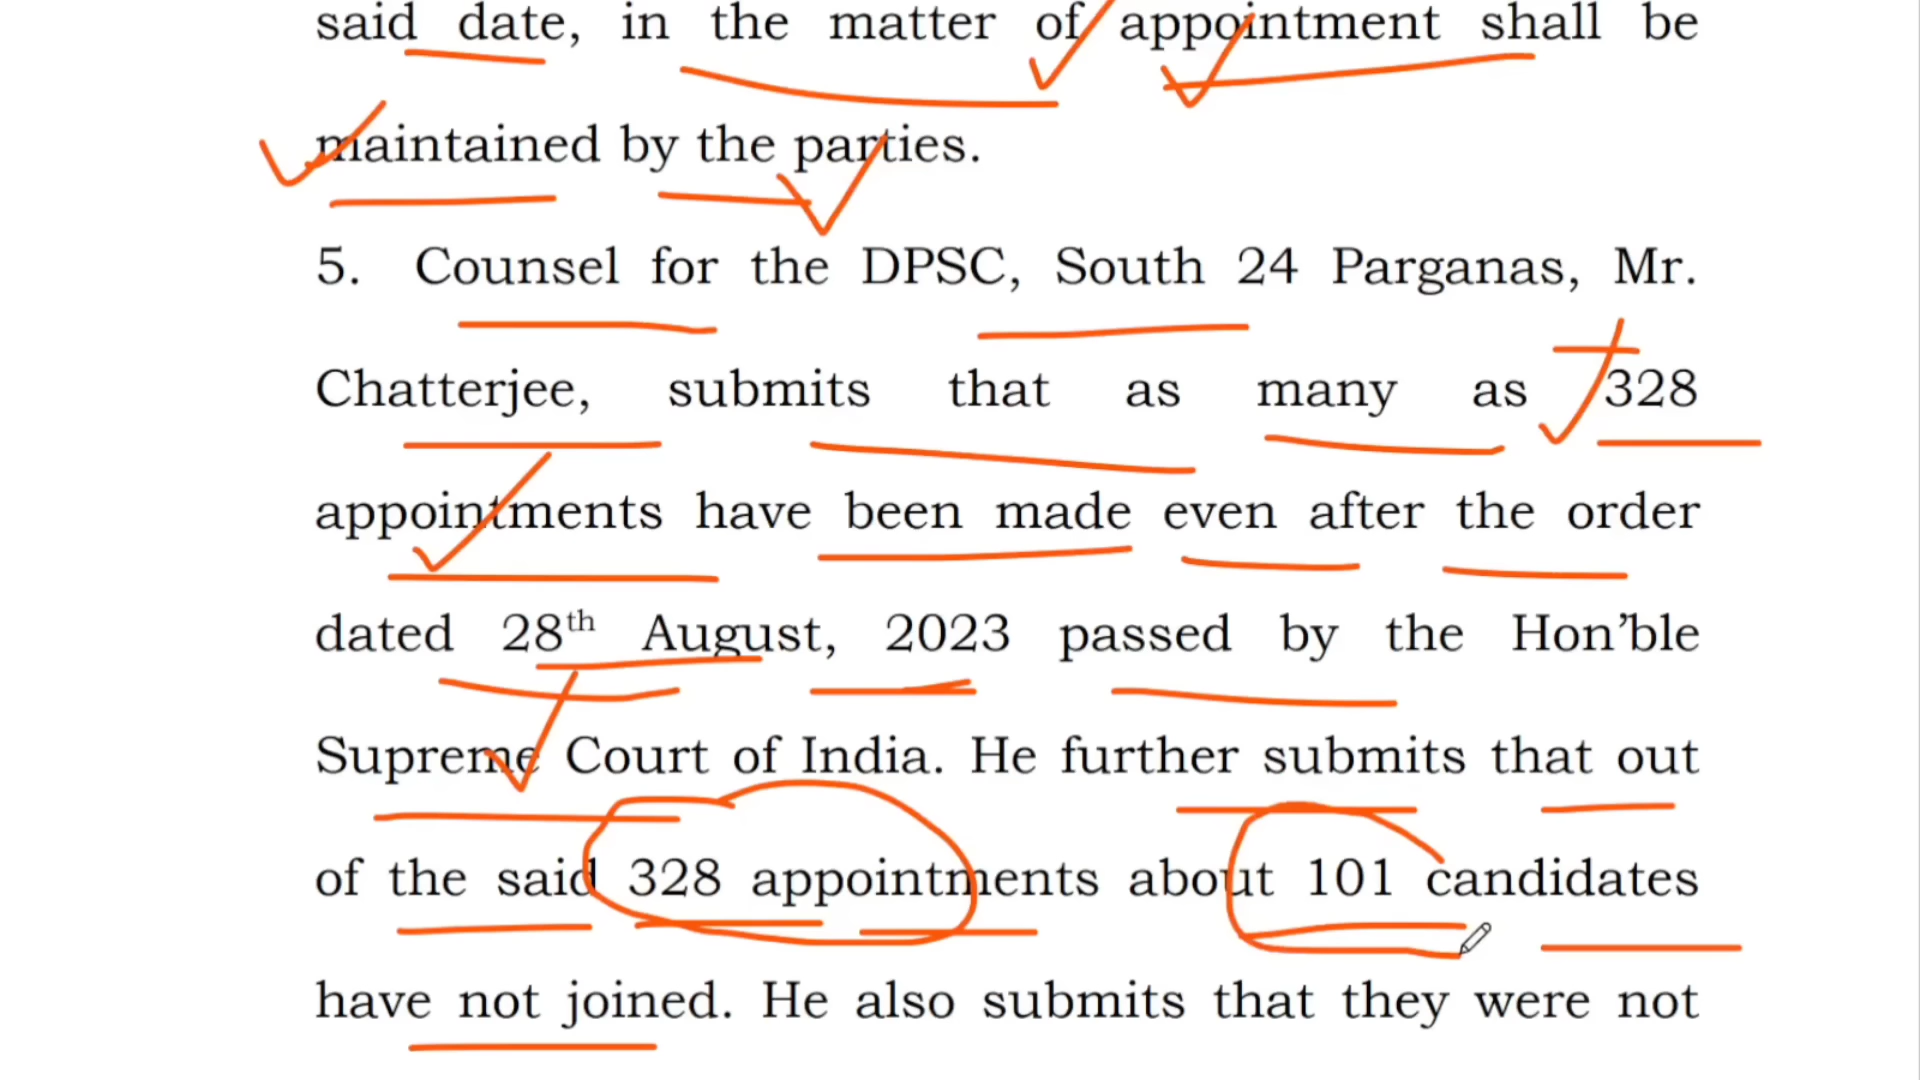 said date, in the matter of appointment shall be
maintained by the parties.
5. Counsel for the DPSC, South 24 Parganas, Mr.
Chatterjee, submits that as many as 328
appointments have been made even after the order
dated 28th August, 2023 passed by the Hon’ble
Supreme Court of India. He further submits that out
of the said 328 appointments about 101 candidates
have not joined. He also submits that they were not